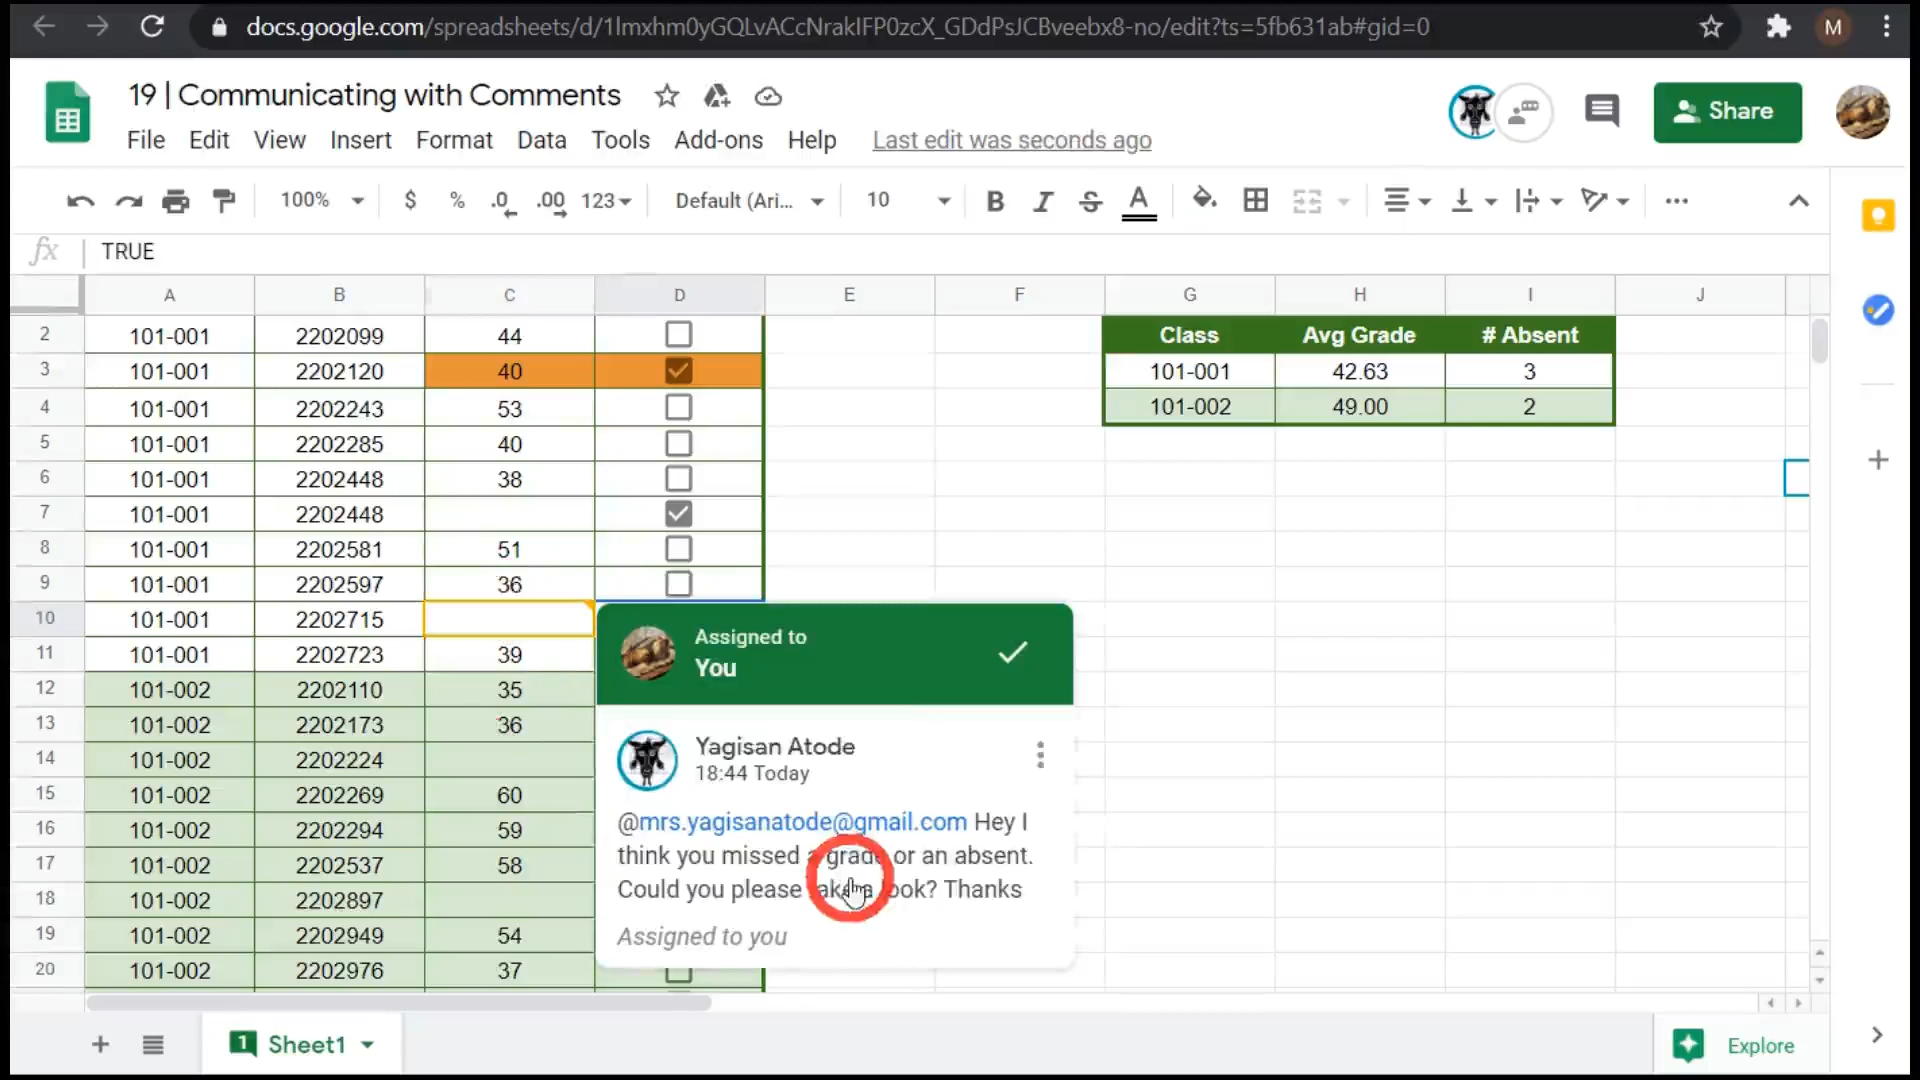 docs.google.com/spreadsheets/d/1lmxhm0yGQLvACcNraklFP0zcX_GDdPsJCBveebx8-no/edit?ts=5fb631ab#gid=0
M
19 | Communicating with Comments
File Edit View Insert Format Data Tools Add-ons Help Last edit was seconds ago
Share
100% $ % .0 .00 123 Default (Ari... 10 B I S A
fx TRUE
A B C D E F G H I J
2 101-001 2202099 44 Class Avg Grade # Absent
3 101-001 2202120 40 101-001 42.63 3
4 101-001 2202243 53 101-002 49.00 2
5 101-001 2202285 40
6 101-001 2202448 38
7 101-001 2202448
8 101-001 2202581 51
9 101-001 2202597 36
10 101-001 2202715
11 101-001 2202723 39
12 101-002 2202110 35
13 101-002 2202173 36
14 101-002 2202224
15 101-002 2202269 60
16 101-002 2202294 59
17 101-002 2202537 58
18 101-002 2202897
19 101-002 2202949 54
20 101-002 2202976 37
Assigned to
You
Yagisan Atode
18:44 Today
@mrs.yagisanatode@gmail.com Hey I
think you missed a grade or an absent.
Could you please take a look? Thanks
Assigned to you
1 Sheet1
Explore